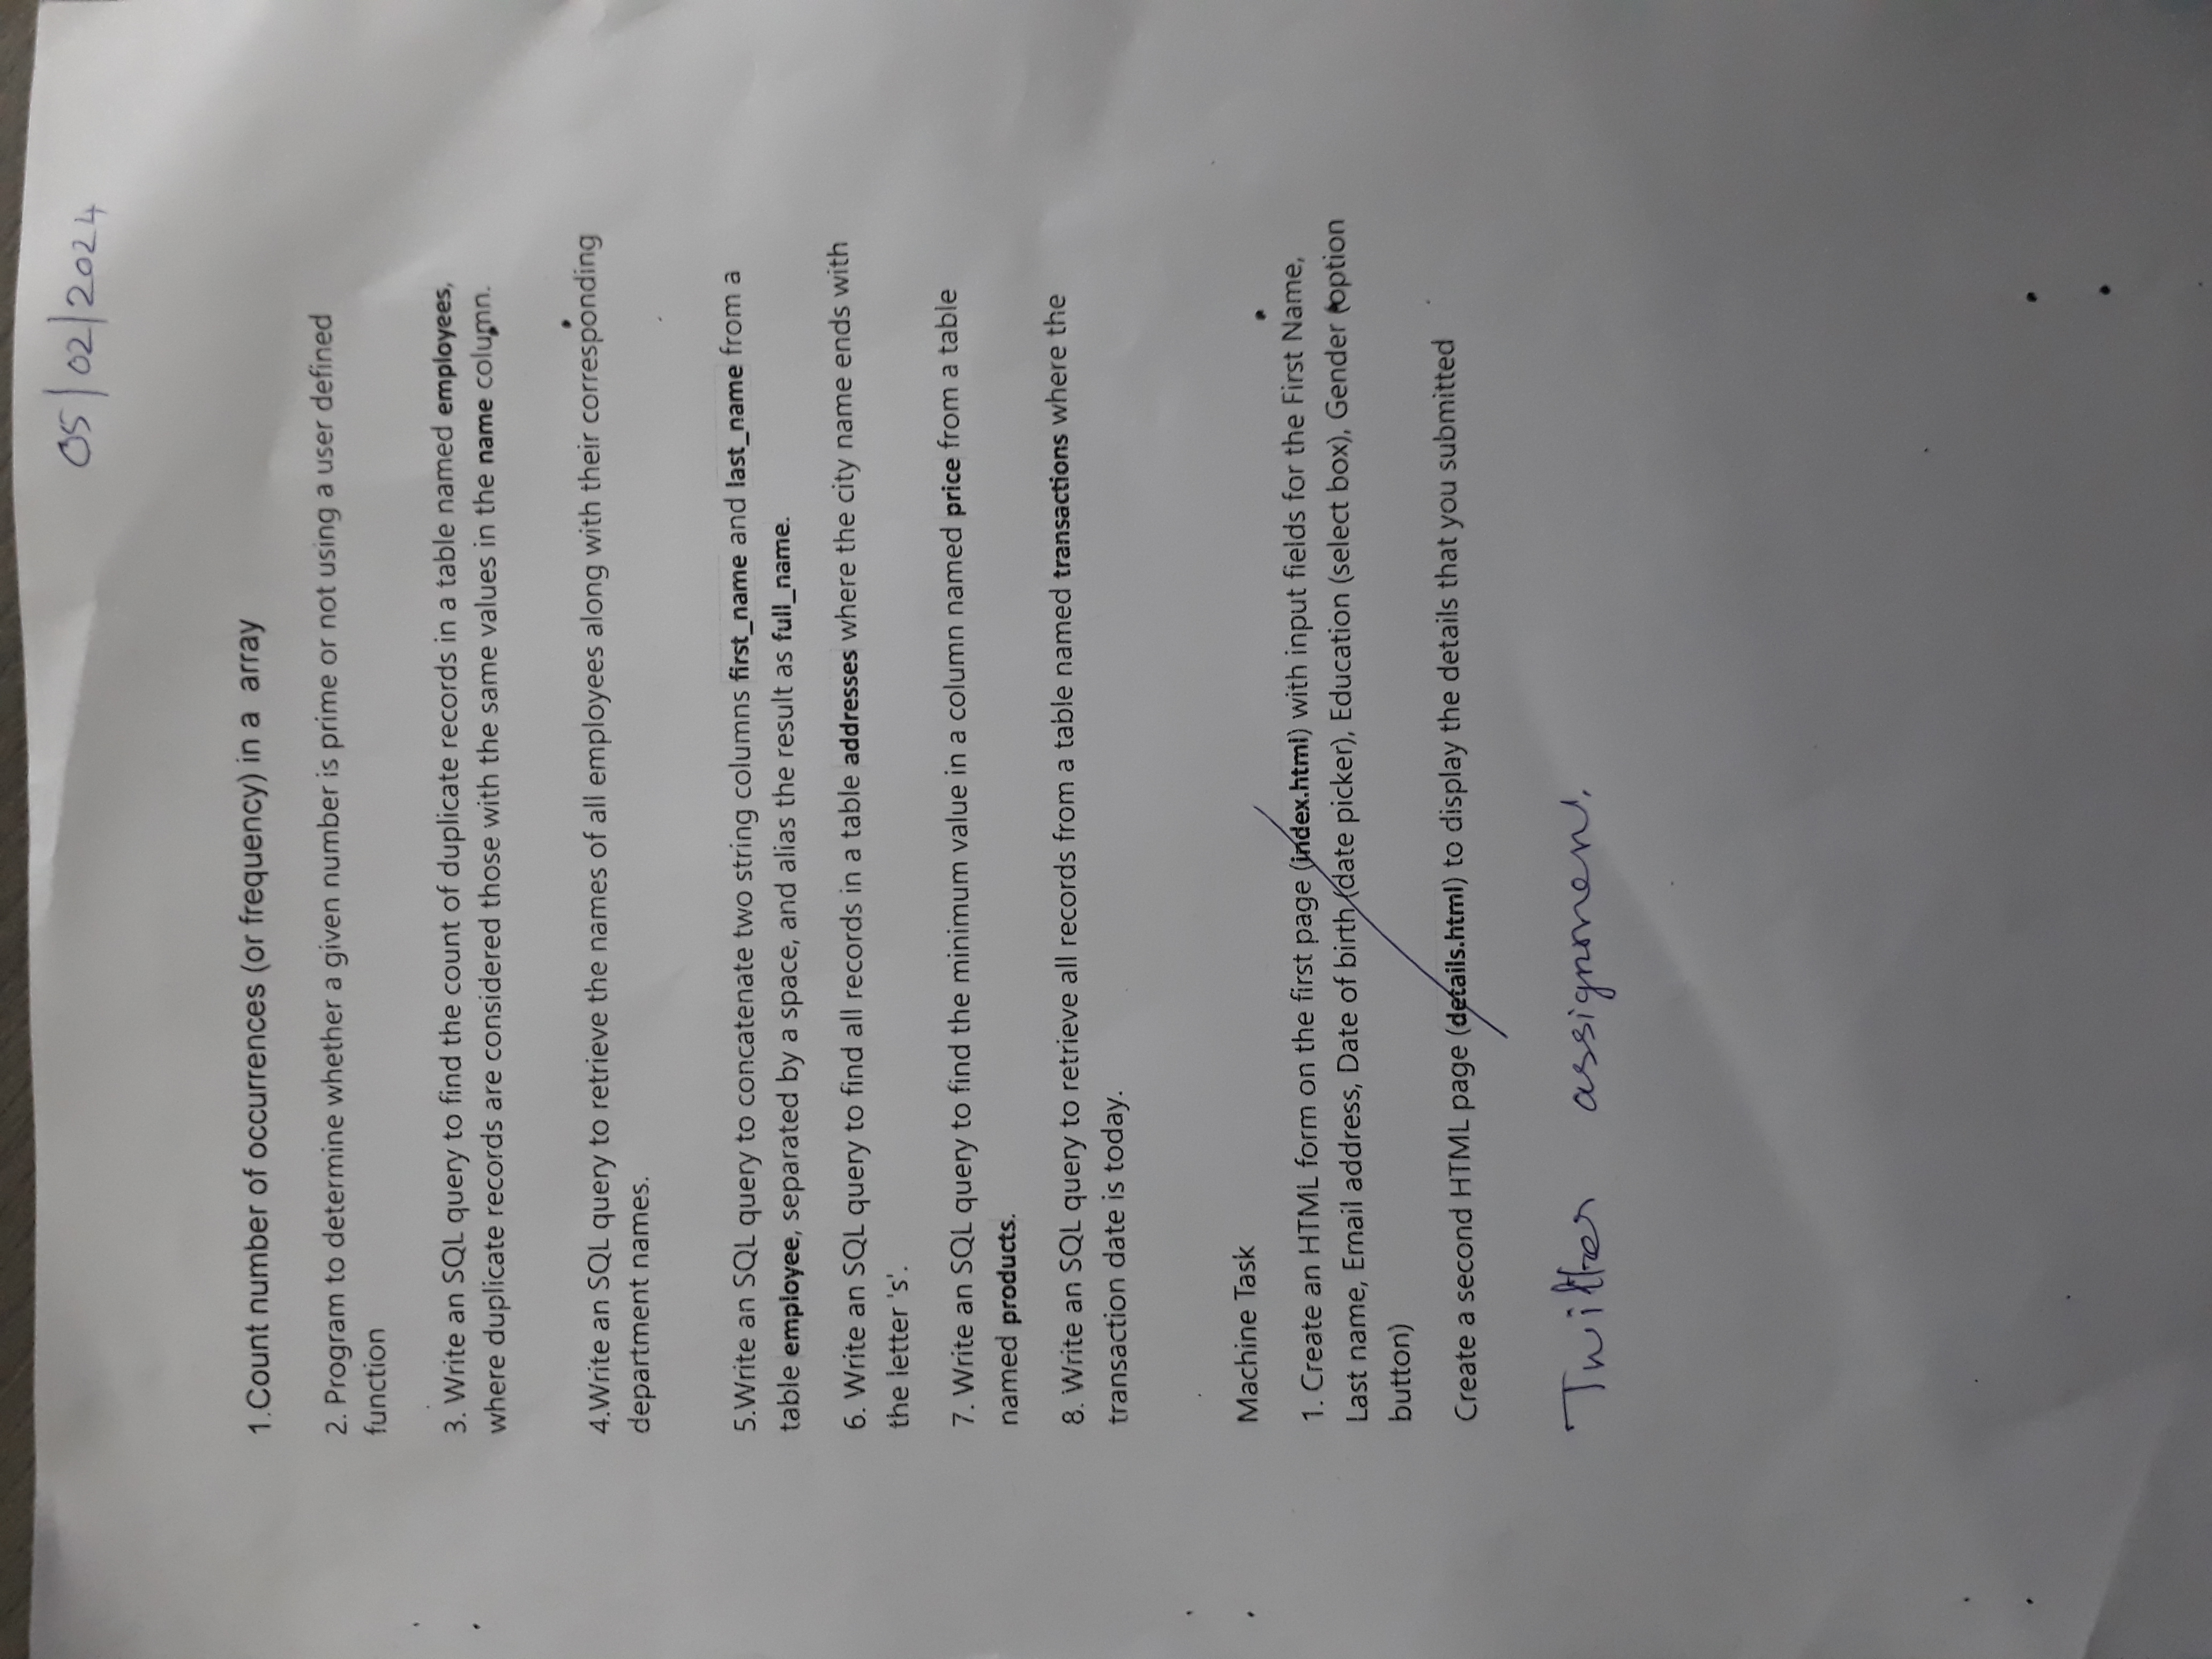 05/02/2024
1.Count number of occurrences (or frequency) in a array
2. Program to determine whether a given number is prime or not using a user defined
function
3. Write an SQL query to find the count of duplicate records in a table named employees,
where duplicate records are considered those with the same values in the name column.
4.Write an SQL query to retrieve the names of all employees along with their corresponding
department names.
5.Write an SQL query to concatenate two string columns first_name and last_name from a
table employee, separated by a space, and alias the result as full_name.
6. Write an SQL query to find all records in a table addresses where the city name ends with
the letter 's'.
7. Write an SQL query to find the minimum value in a column named price from a table
named products.
8. Write an SQL query to retrieve all records from a table named transactions where the
transaction date is today.
Machine Task
1. Create an HTML form on the first page (index.html) with input fields for the First Name,
Last name, Email address, Date of birth (date picker), Education (select box), Gender (option
button)
Create a second HTML page (details.html) to display the details that you submitted
Twitter assignment.